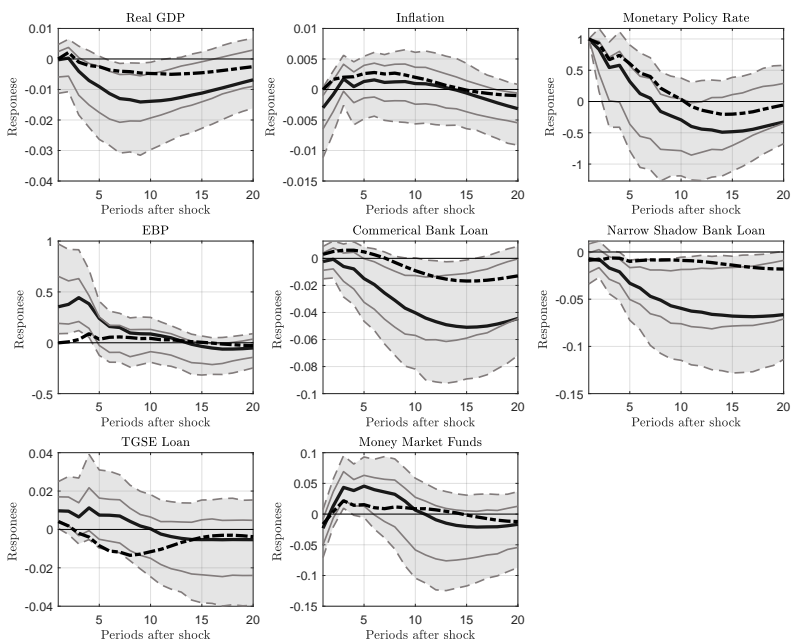 Real GDP
0.01
0
-0.01
-0.02
-0.03
-0.04
Responese
5 10 15 20
Periods after shock
Inflation
0.01
0.005
0
-0.005
-0.01
-0.015
Responese
5 10 15 20
Periods after shock
Monetary Policy Rate
1
0.5
0
-0.5
-1
Responese
5 10 15 20
Periods after shock
EBP
1
0.5
0
-0.5
Responese
5 10 15 20
Periods after shock
Commerical Bank Loan
0
-0.02
-0.04
-0.06
-0.08
-0.1
Responese
5 10 15 20
Periods after shock
Narrow Shadow Bank Loan
0
-0.05
-0.1
-0.15
Responese
5 10 15 20
Periods after shock
TGSE Loan
0.04
0.02
0
-0.02
-0.04
Responese
5 10 15 20
Periods after shock
Money Market Funds
0.1
0.05
0
-0.05
-0.1
-0.15
Responese
5 10 15 20
Periods after shock